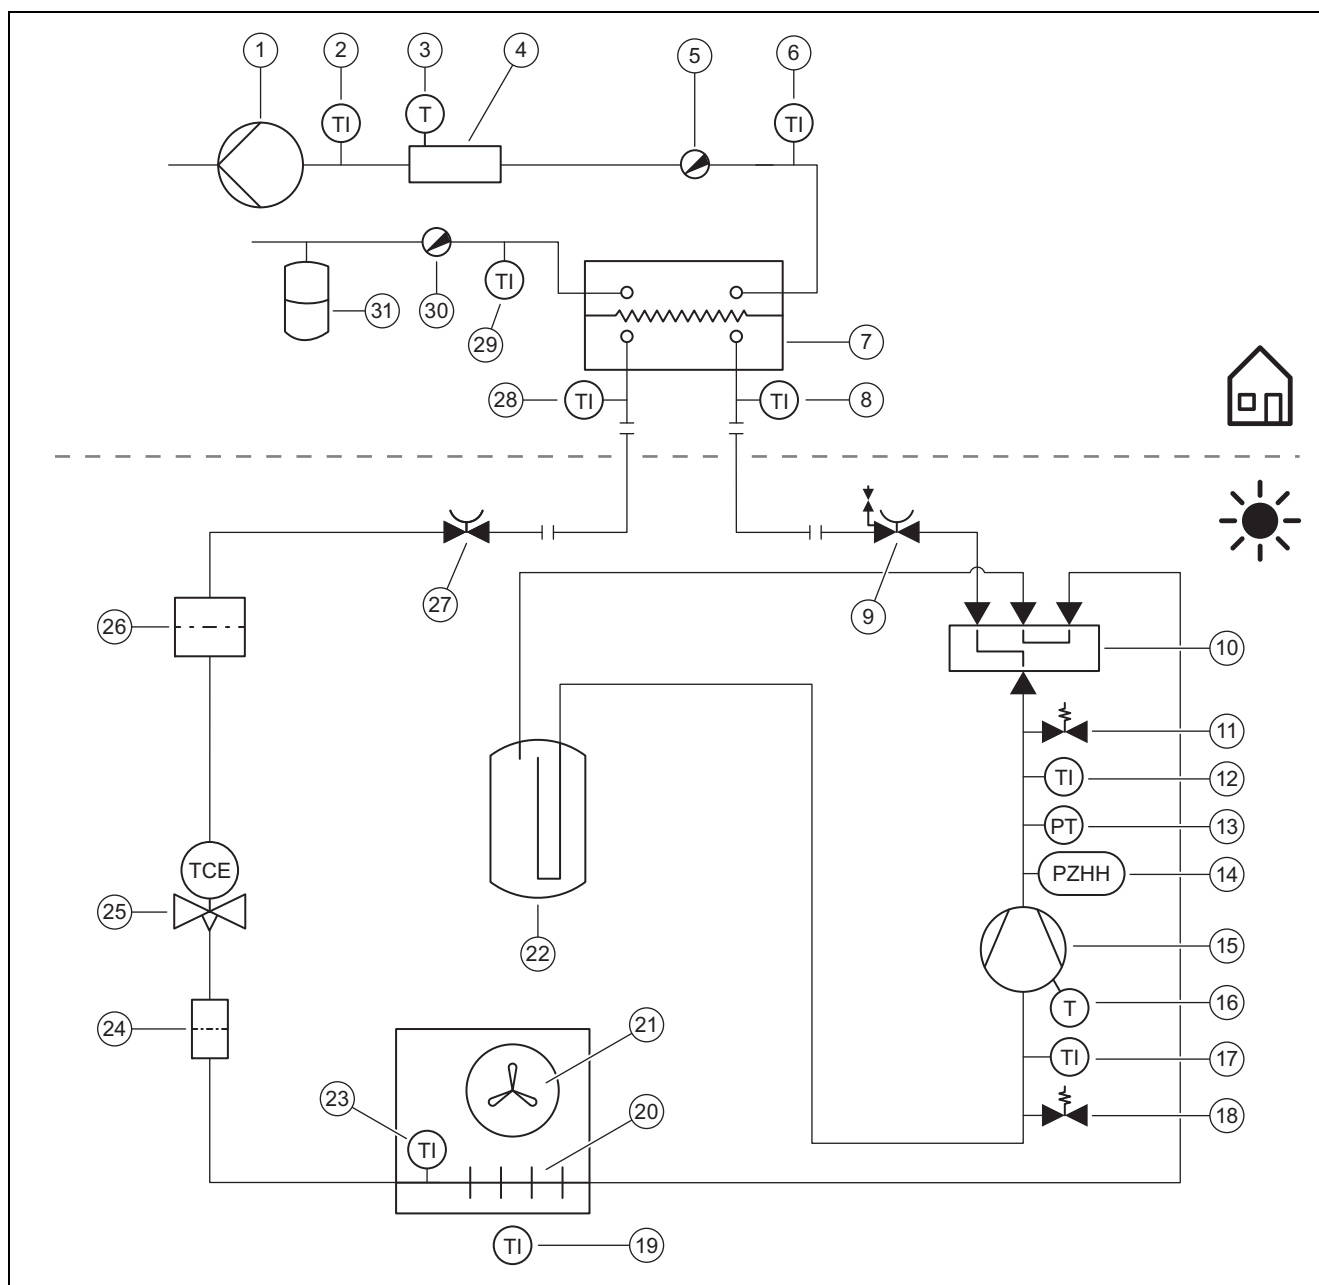 1 2 3 4 5 6
TI T TI
TI
31 30 29 7
28 TI TI 8
27 9
26 10
11
TI 12
PT 13
TCE PZHH 14
25 22 15
T 16
24 21 TI 17
23 20 18
TI
TI 19